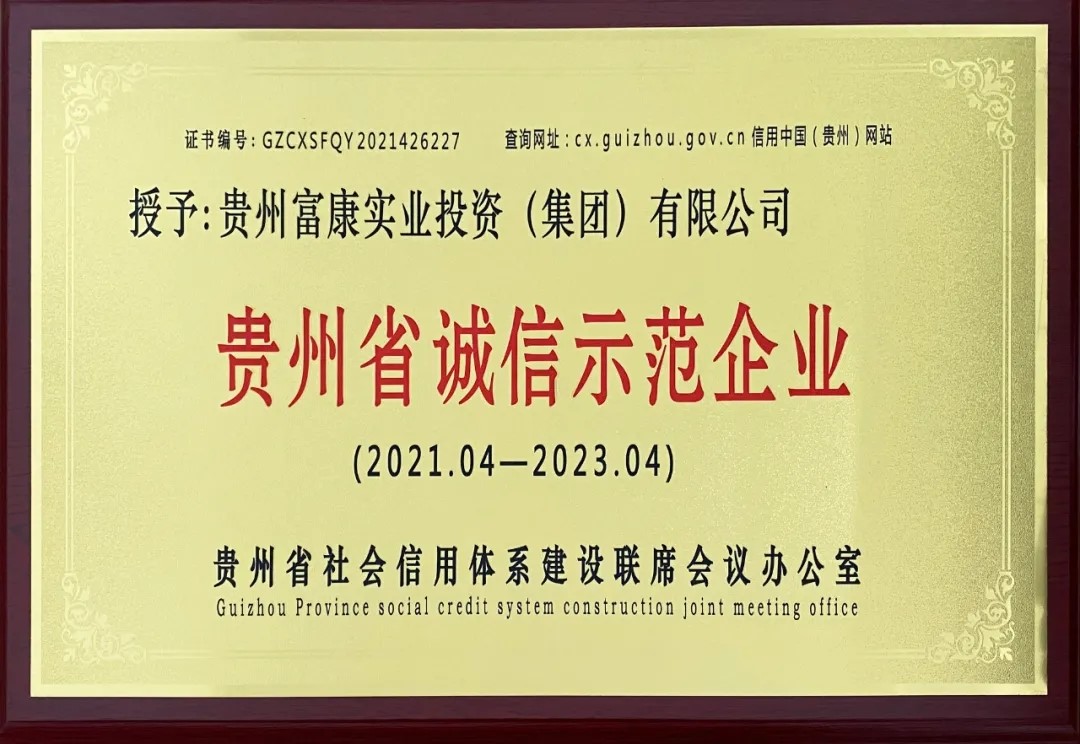 证书编号：GZCXSFQY2021426227 查询网址：cx.guizhou.gov.cn 信用中国（贵州）网站
授予：贵州富康实业投资（集团）有限公司
贵州省诚信示范企业
(2021.04—2023.04)
贵州省社会信用体系建设联席会议办公室
Guizhou Province social credit system construction joint meeting office